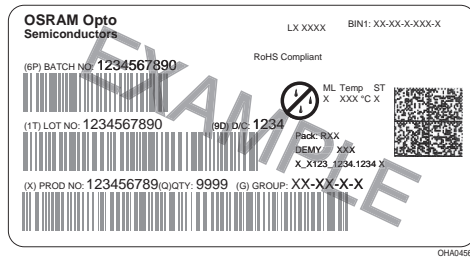 OSRAM Opto
Semiconductors
LX XXXX
BIN1: XX-XX-X-XXX-X
RoHS Compliant
(6P) BATCH NO: 1234567890
ML Temp ST
X XXX °C X
(1T) LOT NO: 1234567890
(9D) D/C: 1234
Pack: RXX
DEMY XXX
X_X123_1234.1234 X
(X) PROD NO: 123456789
(Q)QTY: 9999
(G) GROUP: XX-XX-X-X
EXAMPLE
OHA04563